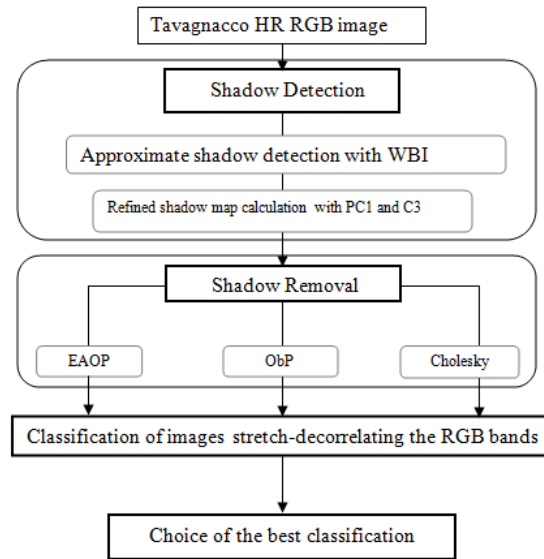 Tavagnacco HR RGB image
Shadow Detection
Approximate shadow detection with WBI
Refined shadow map calculation with PC1 and C3
Shadow Removal
EAOP
ObP
Cholesky
Classification of images stretch-decorrelating the RGB bands
Choice of the best classification